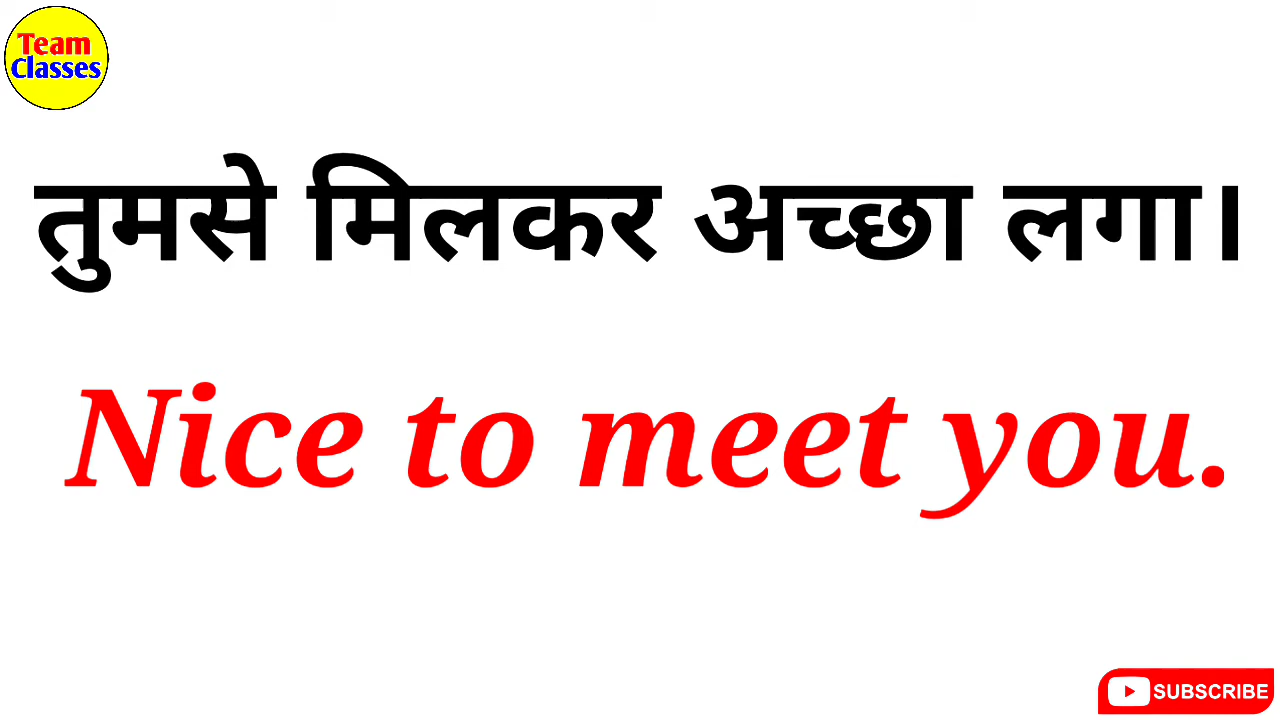 Team
Classes
तुमसे मिलकर अच्छा लगा।
Nice to meet you.
SUBSCRIBE